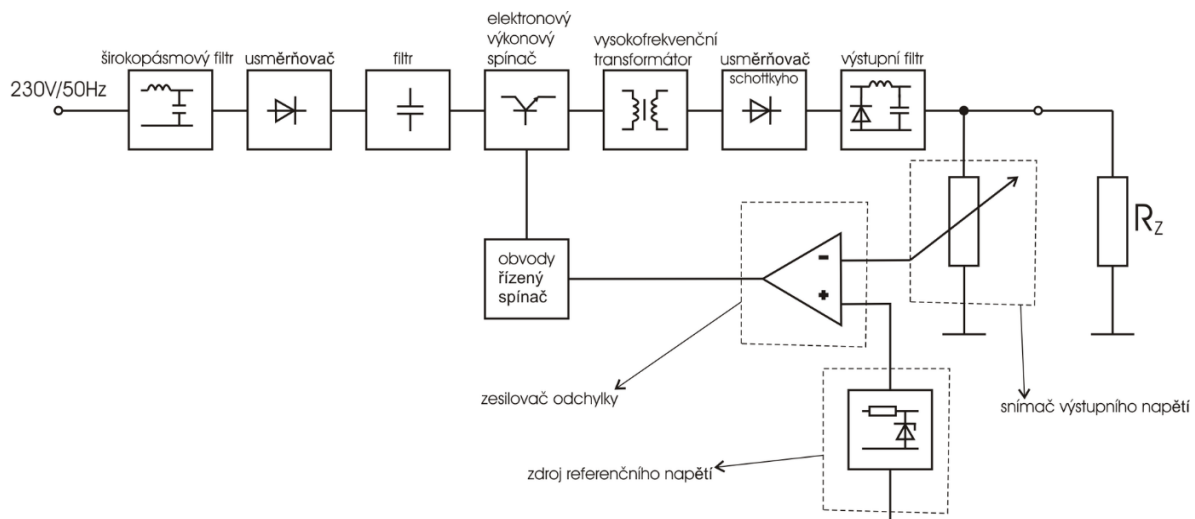 širokopásmový filtr
usměrňovač
filtr
elektronový
výkonový
spínač
vysokofrekvenční
transformátor
usměrňovač
schottkyho
výstupní filtr
230V/50Hz
obvody
řízený
spínač
-
+
RZ
zesilovač odchylky
snímač výstupního napětí
zdroj referenčního napětí